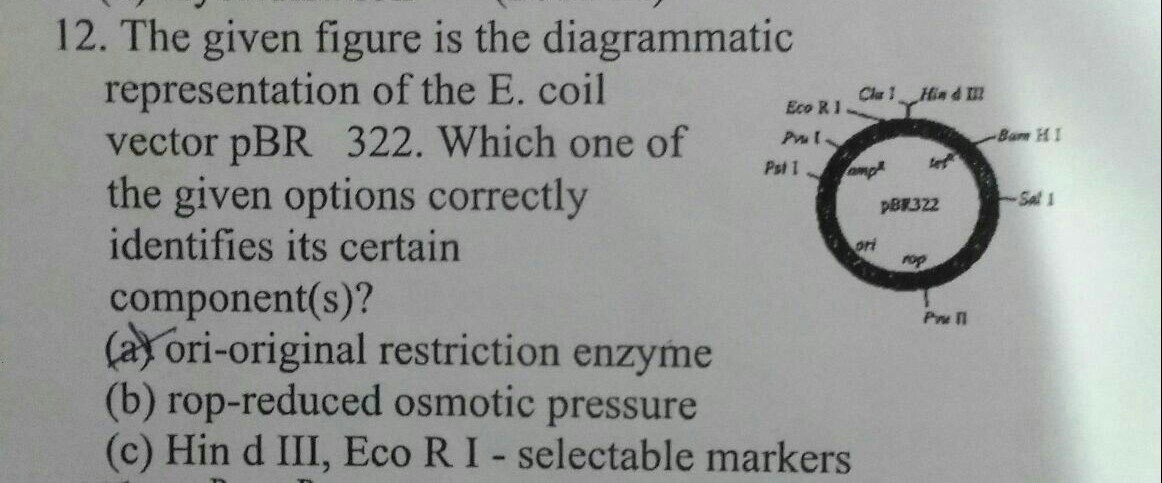 12. The given figure is the diagrammatic
representation of the E. coil
vector pBR 322. Which one of
the given options correctly
identifies its certain
component(s)?
Cla I Hin d III
Eco R I
Pvu I
Bam H I
Pst I
amp^R
tet^R
pBR322
Sal I
ori
rop
Pvu II
(a) ori-original restriction enzyme
(b) rop-reduced osmotic pressure
(c) Hin d III, Eco R I - selectable markers